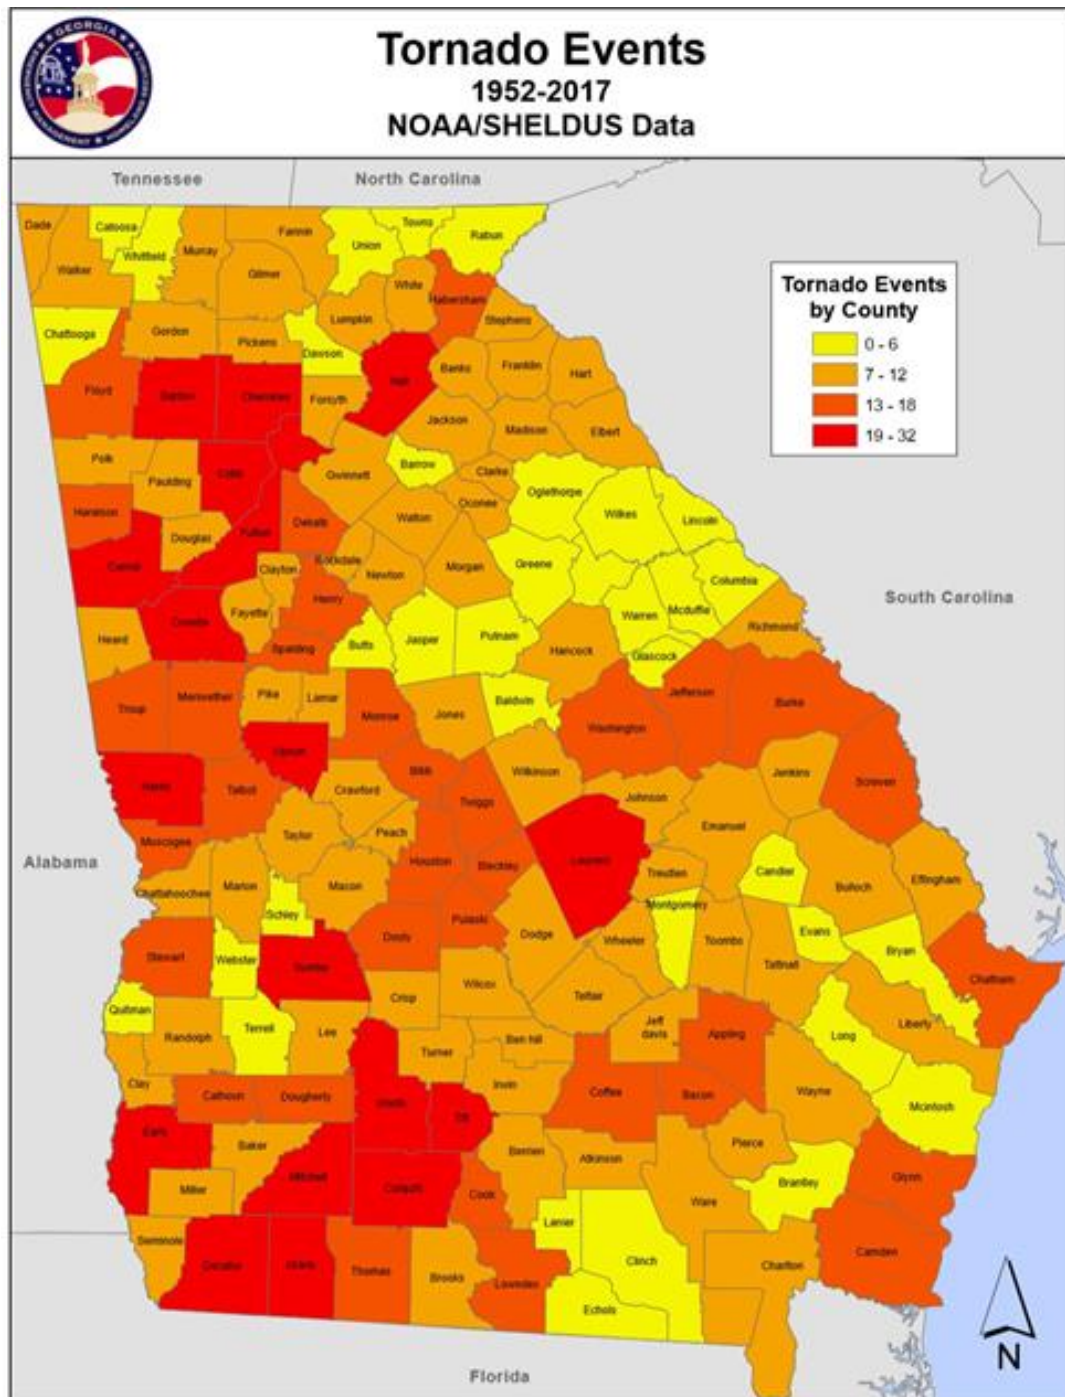 GEORGIA
Tornado Events
1952-2017
NOAA/SHELDUS Data
Tennessee
North Carolina
Tornado Events
by County
0 - 6
7 - 12
13 - 18
19 - 32
Dade
Catoosa
Whitfield
Murray
Fannin
Union
Towns
Rabun
Walker
Gilmer
White
Habersham
Lumpkin
Stephens
Chattooga
Gordon
Pickens
Dawson
Banks
Franklin
Hart
Floyd
Cherokee
Forsyth
Jackson
Madison
Elbert
Polk
Paulding
Cobb
Gwinnett
Barrow
Clarke
Oconee
Oglethorpe
Wilkes
Lincoln
Haralson
Douglas
Fulton
Dekalb
Walton
Rockdale
Newton
Morgan
Greene
Columbia
Carroll
Clayton
Henry
Fayette
Warren
Mcduffie
South Carolina
Heard
Coweta
Spalding
Butts
Jasper
Putnam
Hancock
Glascock
Richmond
Troup
Meriwether
Pike
Lamar
Monroe
Jones
Baldwin
Washington
Jefferson
Burke
Upson
Talbot
Crawford
Bibb
Twiggs
Wilkinson
Johnson
Jenkins
Screven
Muscogee
Taylor
Peach
Houston
Bleckley
Laurens
Emanuel
Alabama
Chattahoochee
Marion
Macon
Schley
Pulaski
Treutlen
Candler
Bulloch
Effingham
Stewart
Webster
Sumter
Dooly
Dodge
Wheeler
Montgomery
Toombs
Tattnall
Evans
Bryan
Chatham
Quitman
Randolph
Terrell
Lee
Crisp
Wilcox
Telfair
Jeff
davis
Appling
Long
Liberty
Clay
Calhoun
Dougherty
Turner
Ben hill
Irwin
Coffee
Bacon
Wayne
Mcintosh
Early
Baker
Worth
Tift
Berrien
Atkinson
Pierce
Brantley
Glynn
Miller
Mitchell
Colquitt
Cook
Lanier
Ware
Camden
Seminole
Decatur
Thomas
Brooks
Lowndes
Clinch
Echols
Charlton
Florida
N